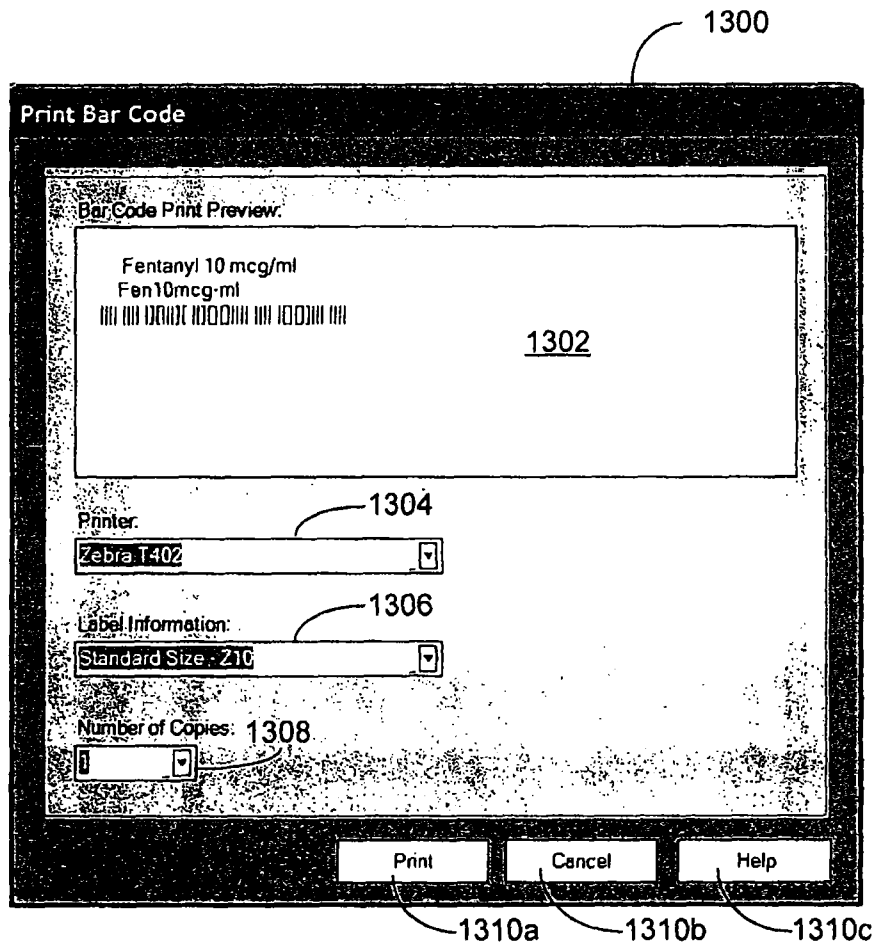 1300
Print Bar Code
Bar Code Print Preview:
Fentanyl 10 mcg/ml
Fen10mcg-ml
1302
1304
Printer:
Zebra T402
1306
Label Information:
Standard Size - Z10
Number of Copies: 1308
1
Print Cancel Help
1310a 1310b 1310c